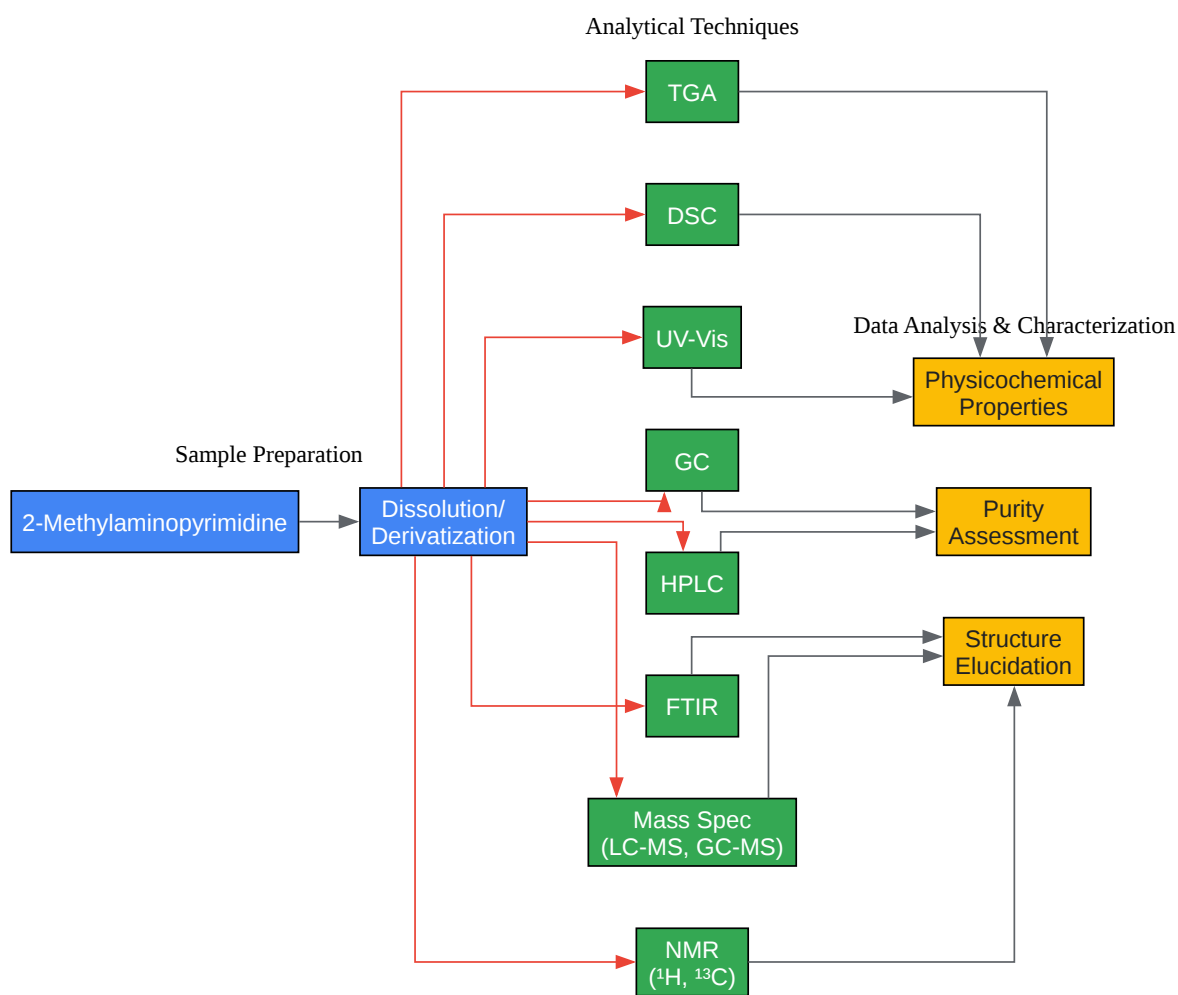 Analytical Techniques
TGA
DSC
UV-Vis
Data Analysis & Characterization
Physicochemical
Properties
GC
Sample Preparation
2-Methylaminopyrimidine
Dissolution/
Derivatization
Purity
Assessment
HPLC
Structure
Elucidation
FTIR
Mass Spec
(LC-MS, GC-MS)
NMR
(¹H, ¹³C)